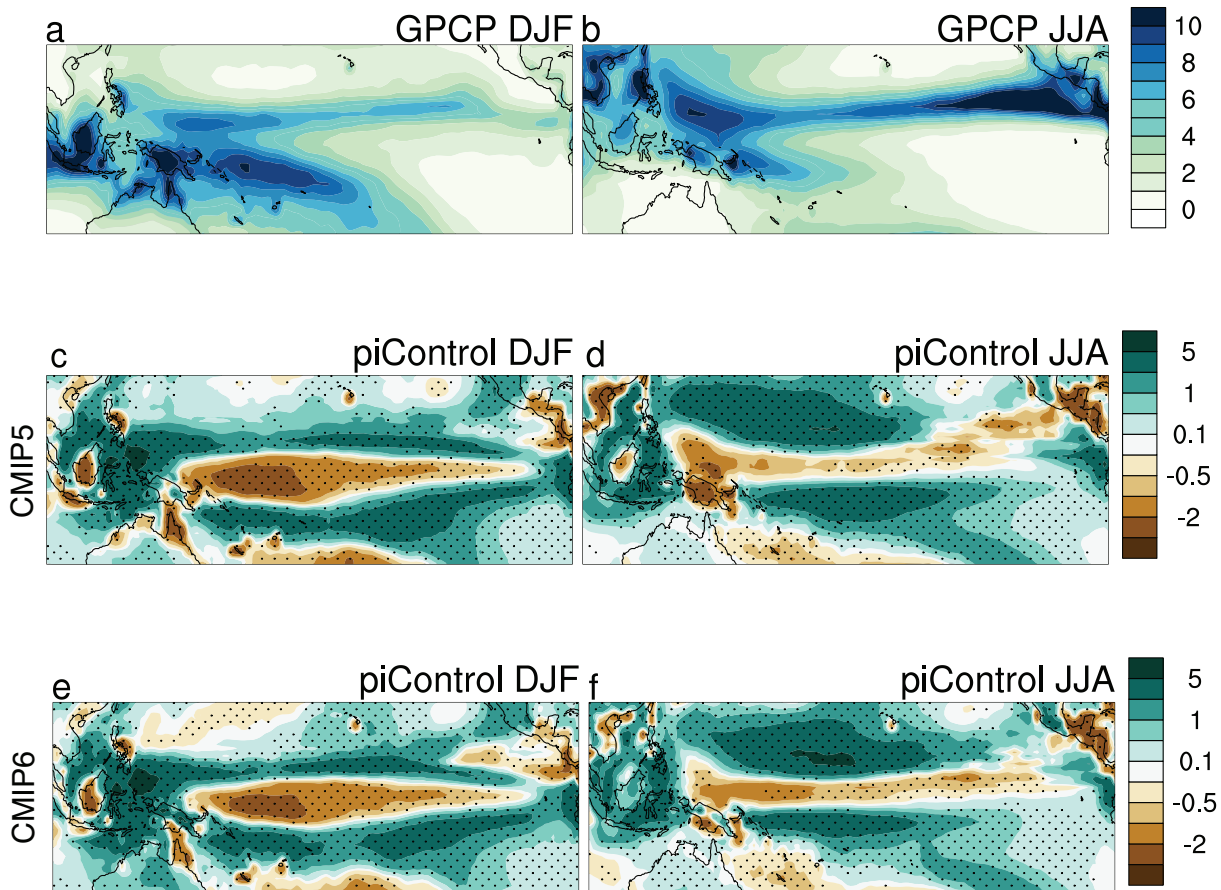 a GPCP DJF
b GPCP JJA
10
8
6
4
2
0
c piControl DJF
d piControl JJA
CMIP5
5
1
0.1
-0.5
-2
e piControl DJF
f piControl JJA
CMIP6
5
1
0.1
-0.5
-2